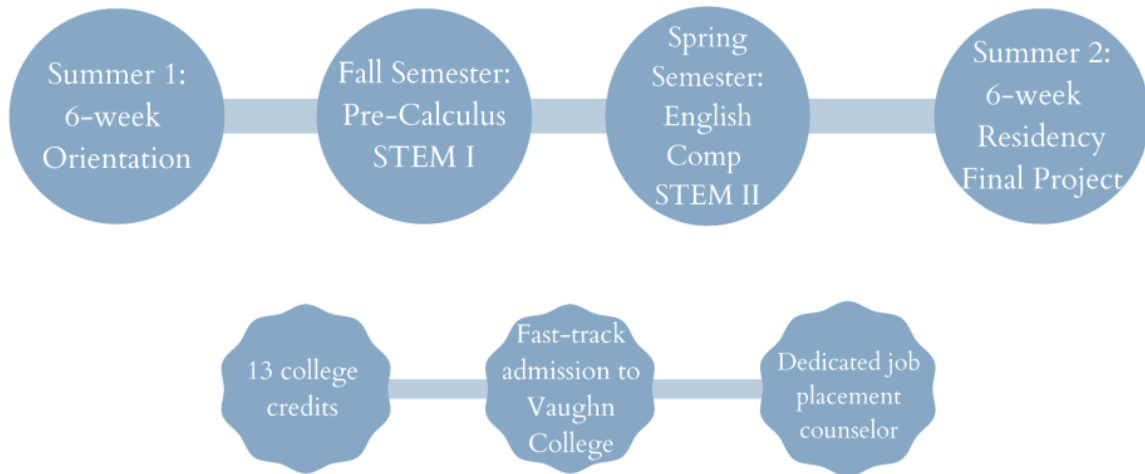 Summer 1:
6-week
Orientation
Fall Semester:
Pre-Calculus
STEM I
Spring
Semester:
English
Comp
STEM II
Summer 2:
6-week
Residency
Final Project
13 college
credits
Fast-track
admission to
Vaughn
College
Dedicated job
placement
counselor